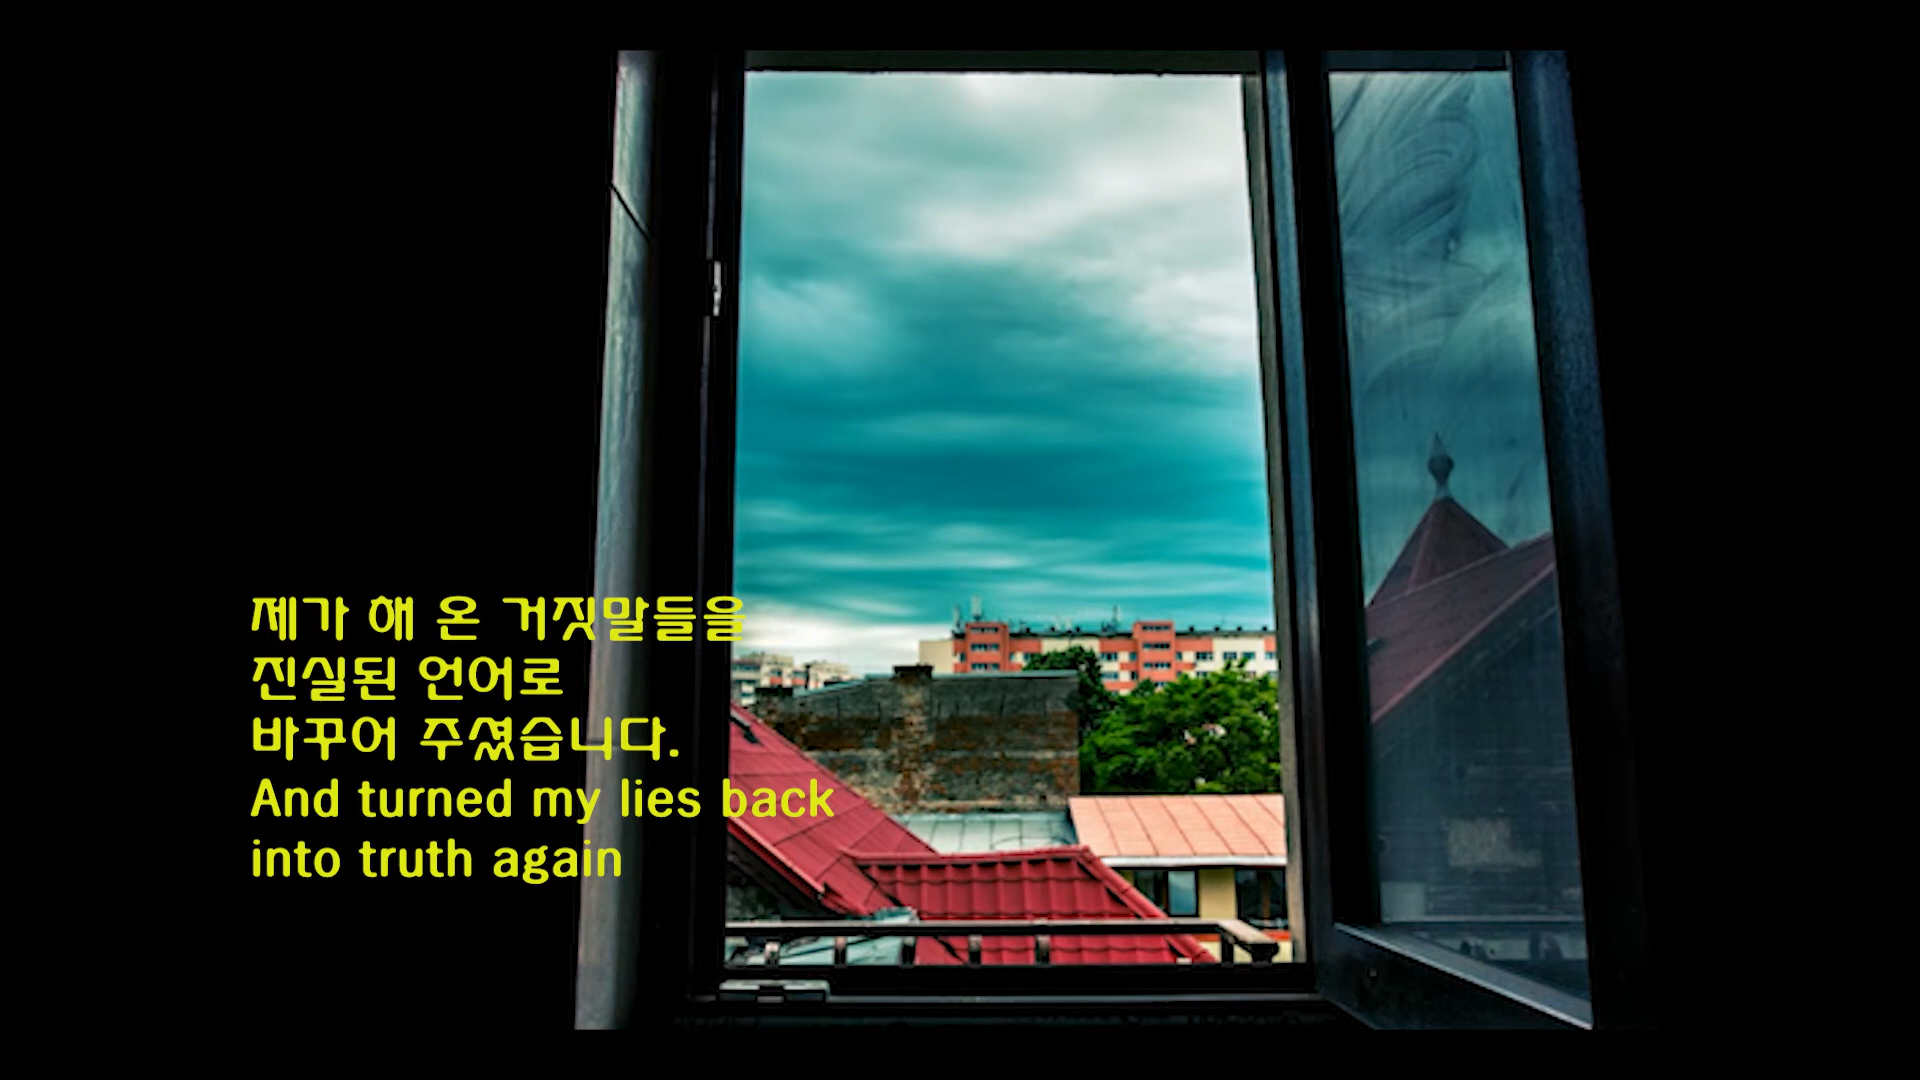 제가 해 온 거짓말들을
진실된 언어로
바꾸어 주셨습니다.
And turned my lies back
into truth again